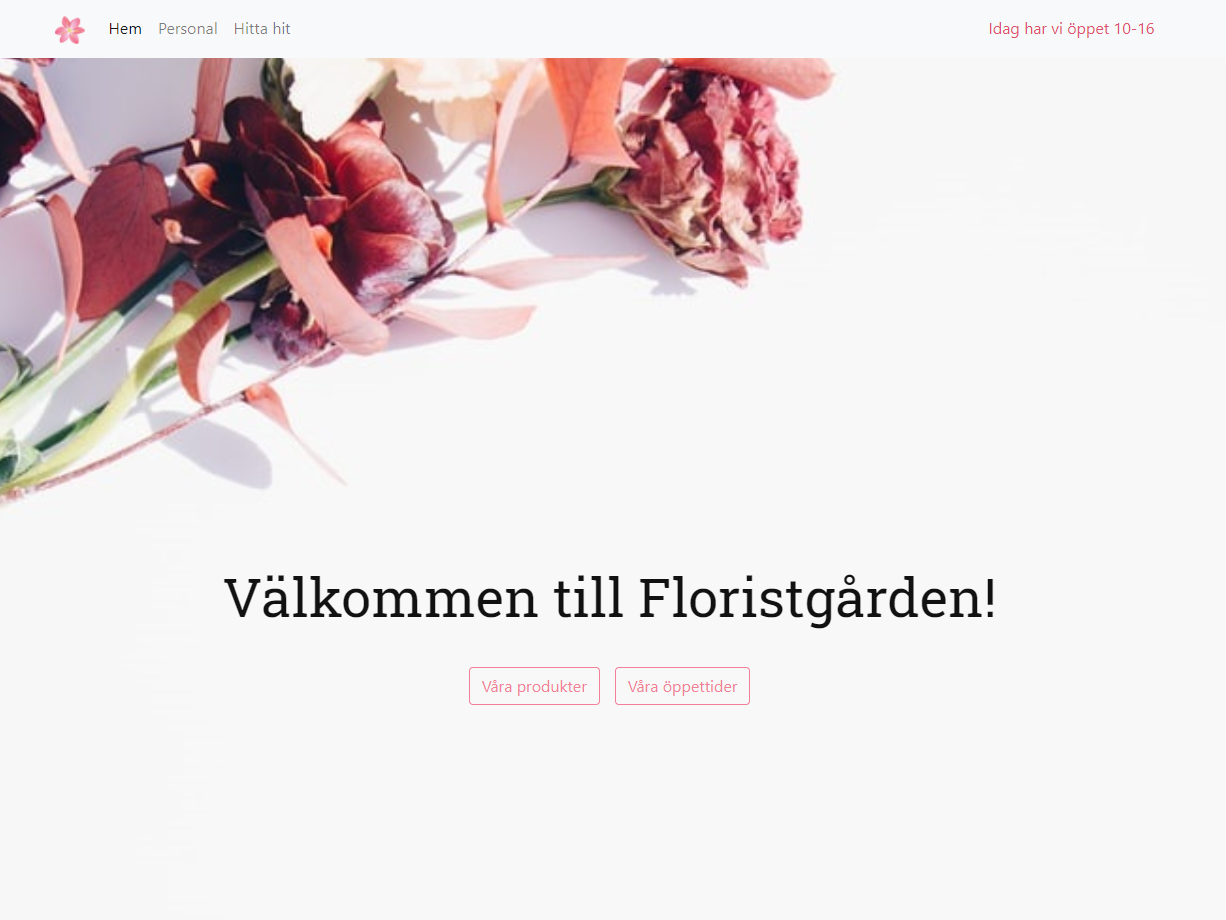 Hem Personal Hitta hit Idag har vi öppet 10-16
Välkommen till Floristgården!
Våra produkter Våra öppettider